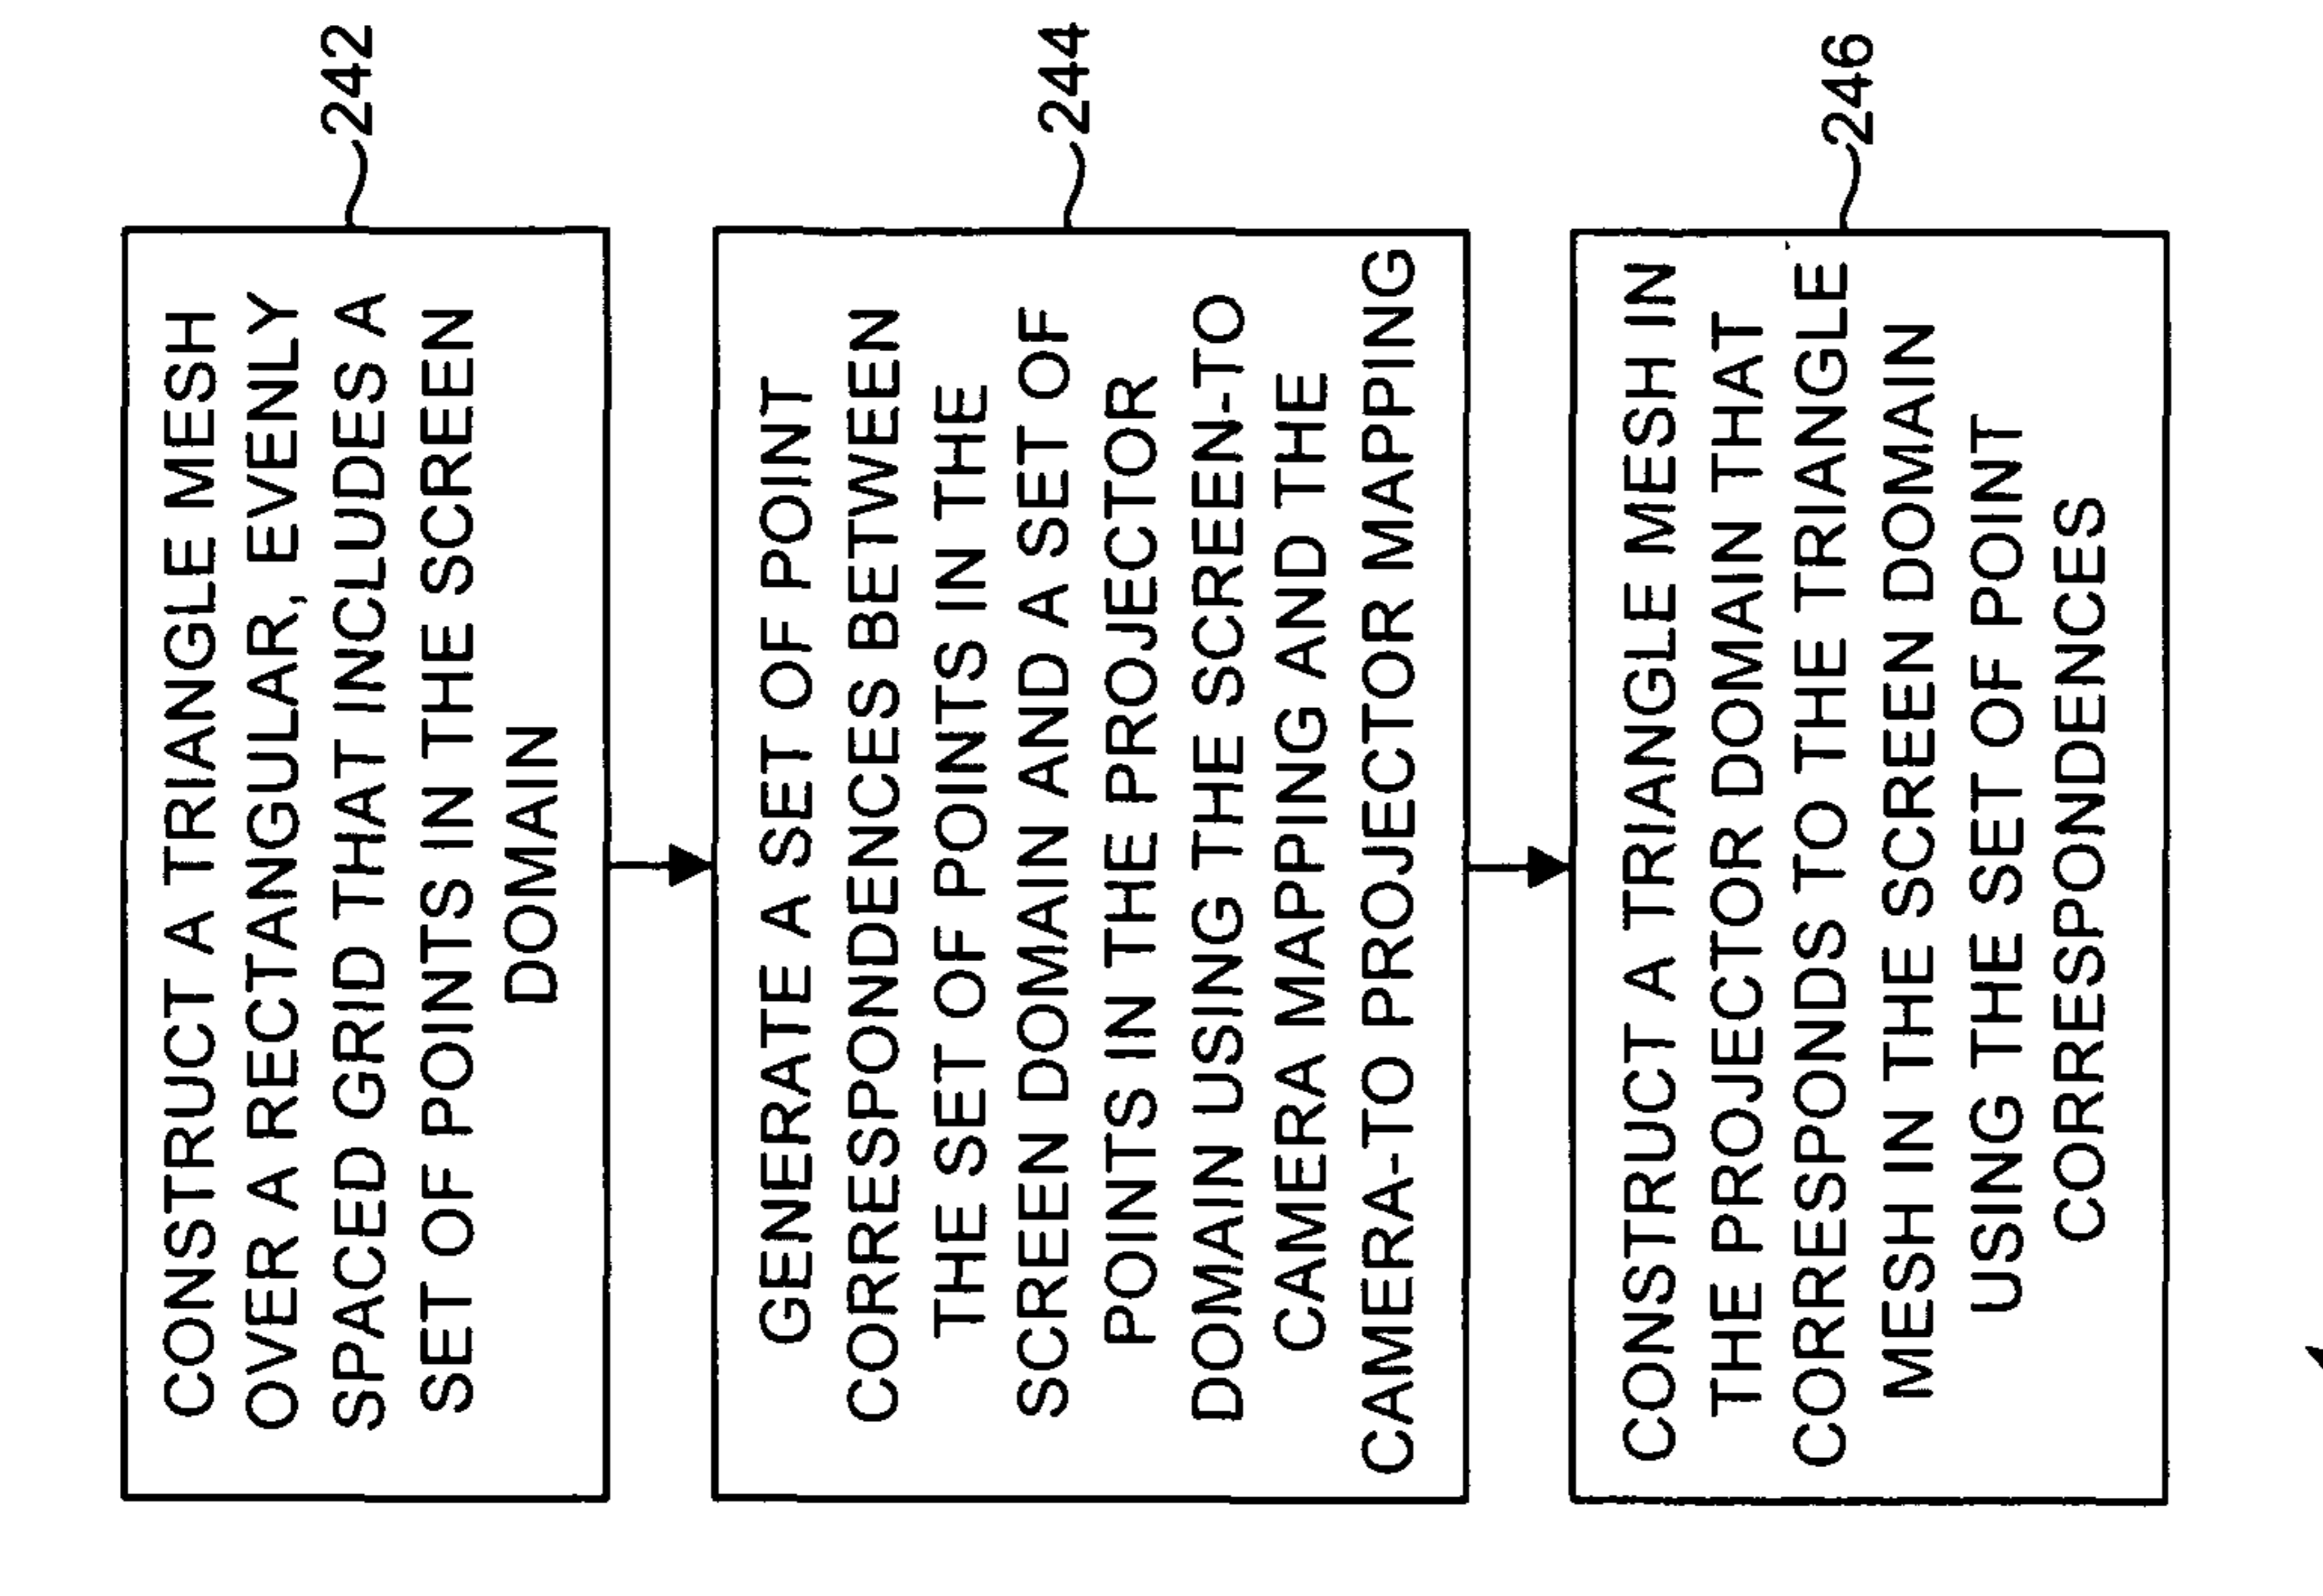 CONSTRUCT A TRIANGLE MESH
OVER A RECTANGULAR, EVENLY
SPACED GRID THAT INCLUDES A
SET OF POINTS IN THE SCREEN
DOMAIN
242
GENERATE A SET OF POINT
CORRESPONDENCES BETWEEN
THE SET OF POINTS IN THE
SCREEN DOMAIN AND A SET OF
POINTS IN THE PROJECTOR
DOMAIN USING THE SCREEN-TO
CAMERA MAPPING AND THE
CAMERA-TO PROJECTOR MAPPING
244
CONSTRUCT A TRIANGLE MESH IN
THE PROJECTOR DOMAIN THAT
CORRESPONDS TO THE TRIANGLE
MESH IN THE SCREEN DOMAIN
USING THE SET OF POINT
CORRESPONDENCES
246